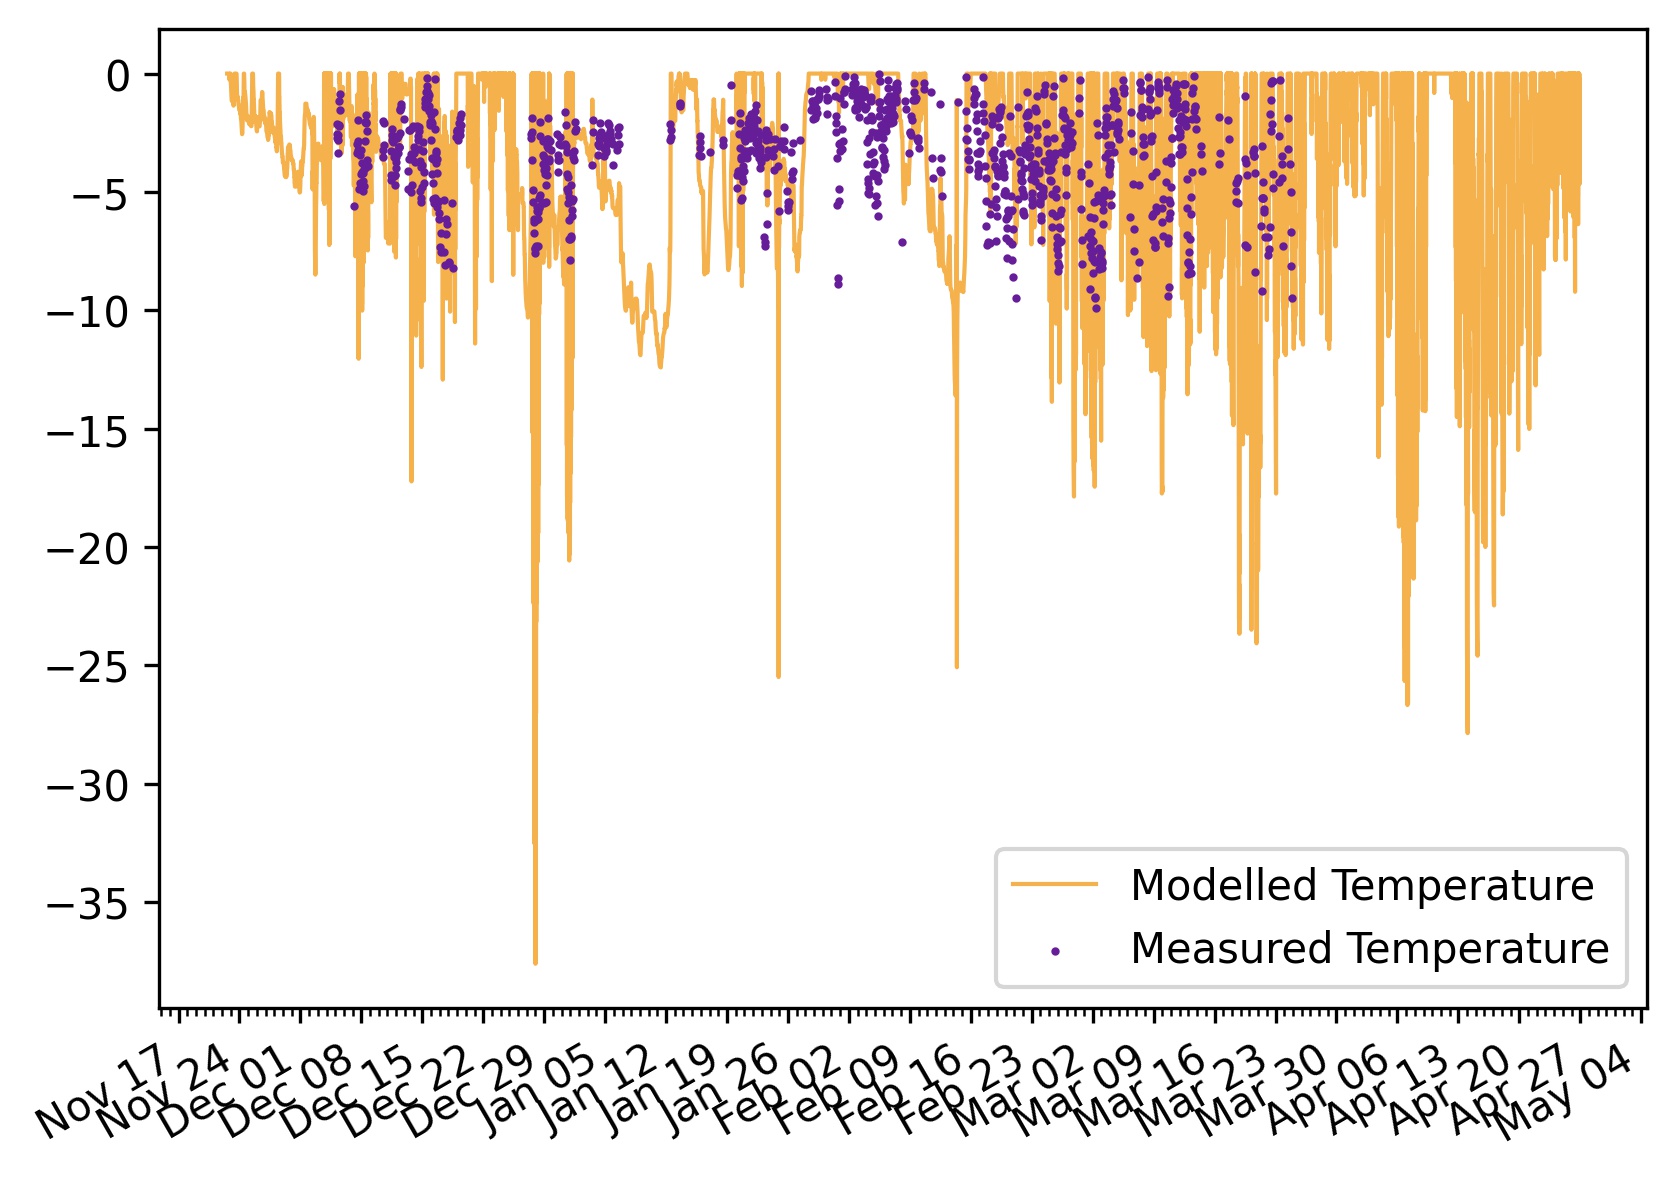 0
−5
−10
−15
−20
−25
−30
−35
Modelled Temperature
Measured Temperature
Nov 17
Nov 24
Dec 01
Dec 08
Dec 15
Dec 22
Dec 29
Jan 05
Jan 12
Jan 19
Jan 26
Feb 02
Feb 09
Feb 16
Feb 23
Mar 02
Mar 09
Mar 16
Mar 23
Mar 30
Apr 06
Apr 13
Apr 20
Apr 27
May 04